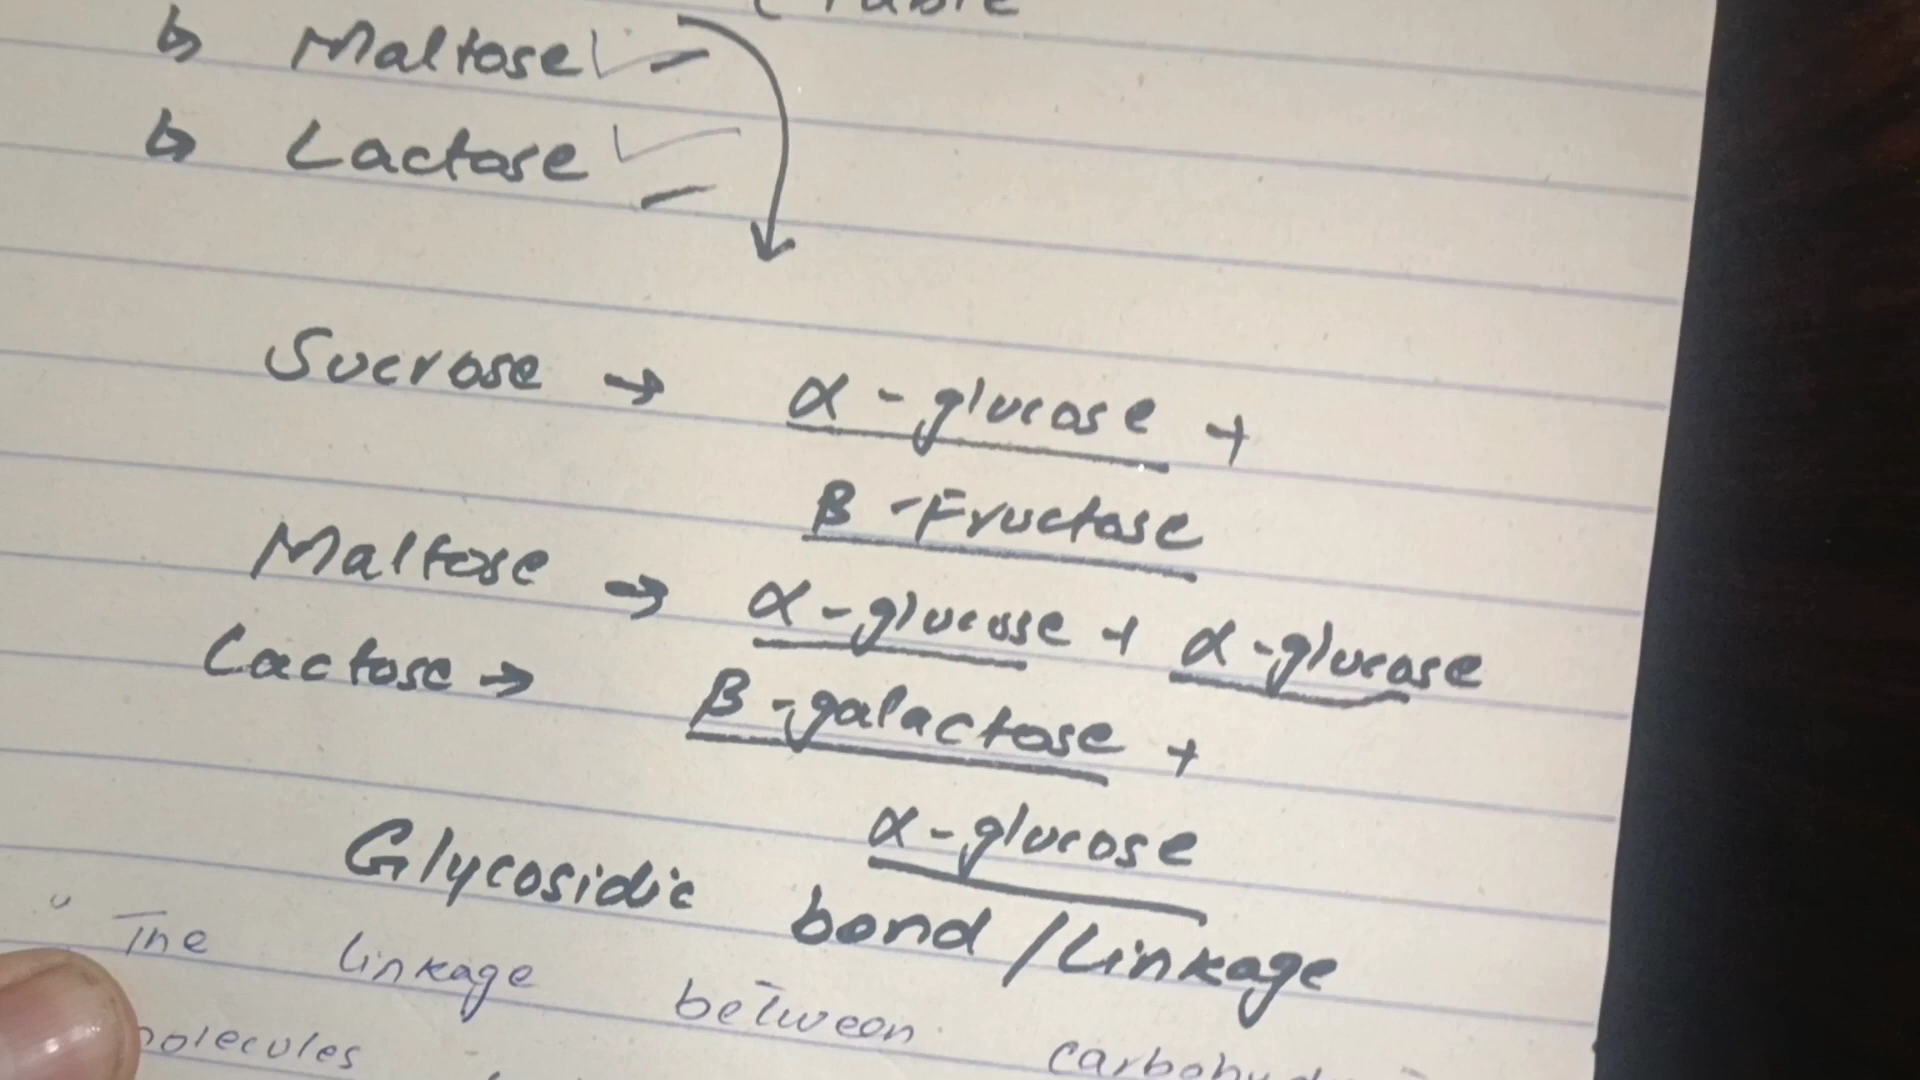 Maltose
Lactose
Sucrose → α - glucose +
β - Fructose
Maltose → α - glucose + α - glucose
Lactose → β - galactose +
α - glucose
Glycosidic bond / Linkage
The linkage between
molecules